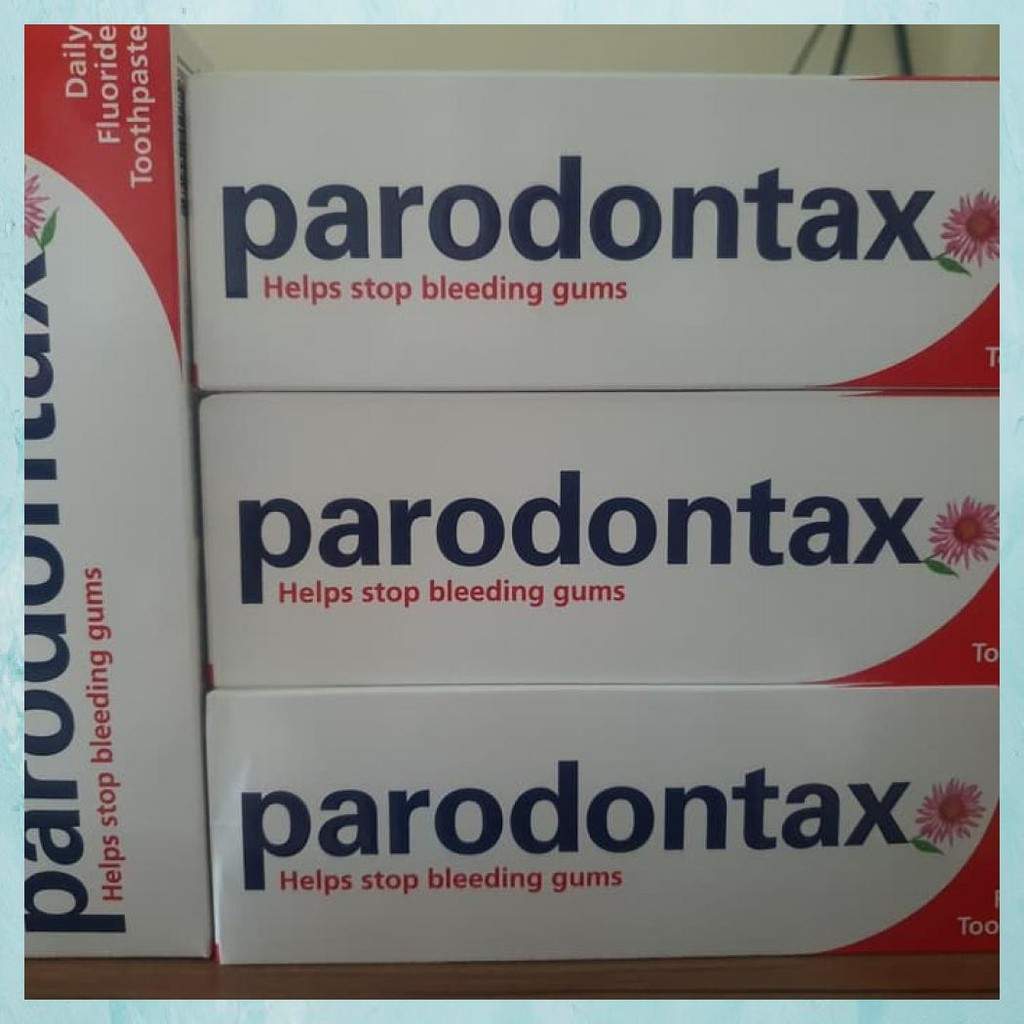 Daily
Fluoride
Toothpaste
parodontax
Helps stop bleeding gums
parodontax
Helps stop bleeding gums
parodontax
Helps stop bleeding gums
parodontax
Helps stop bleeding gums